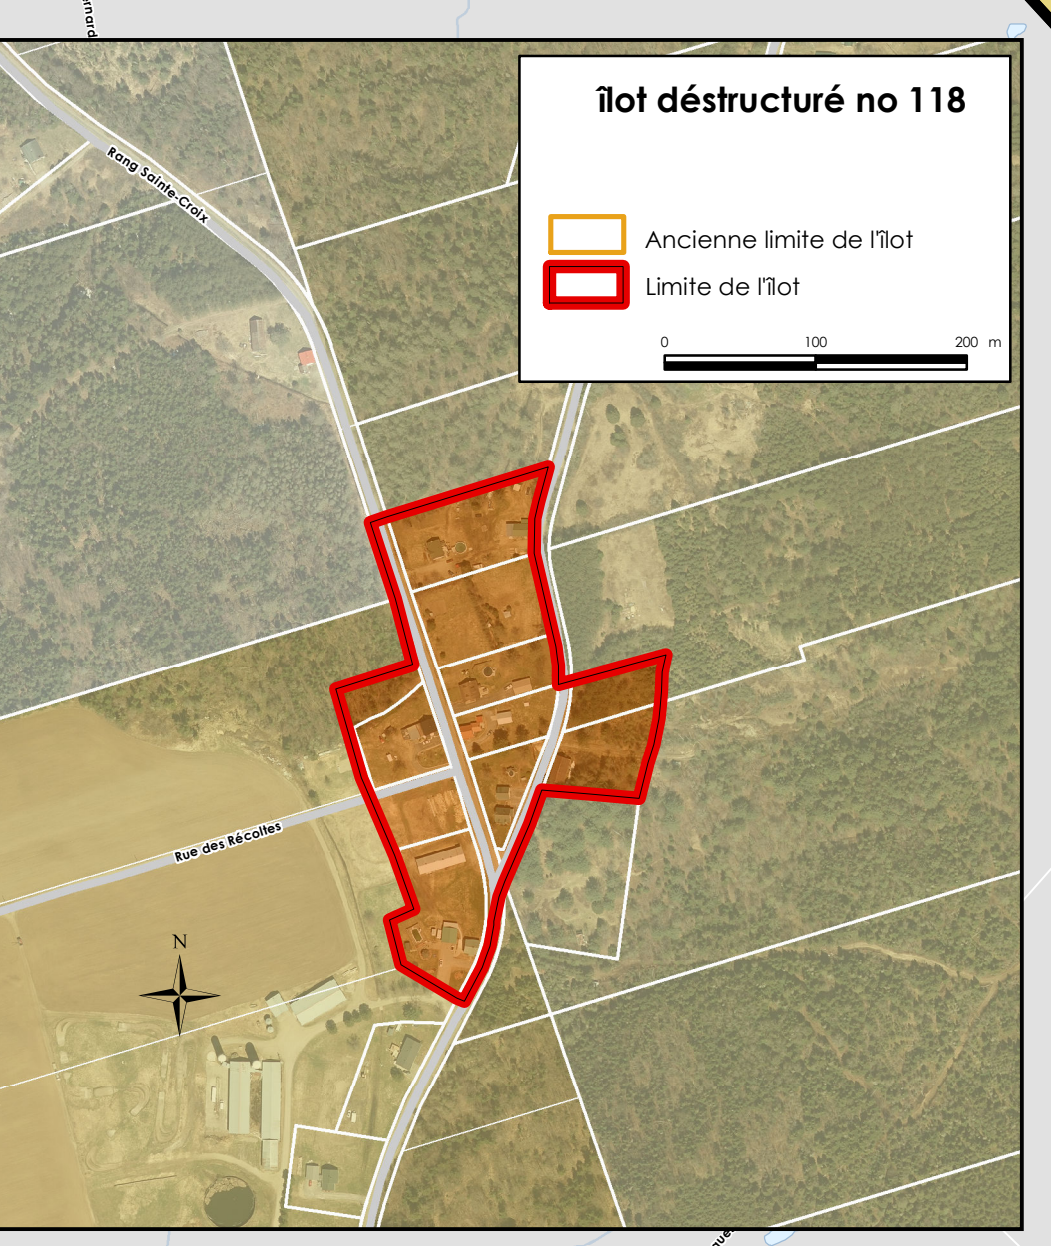 îlot déstructuré no 118
Ancienne limite de l'îlot
Limite de l'îlot
0 100 200 m
Rang Sainte-Croix
Rue des Récoltes
N